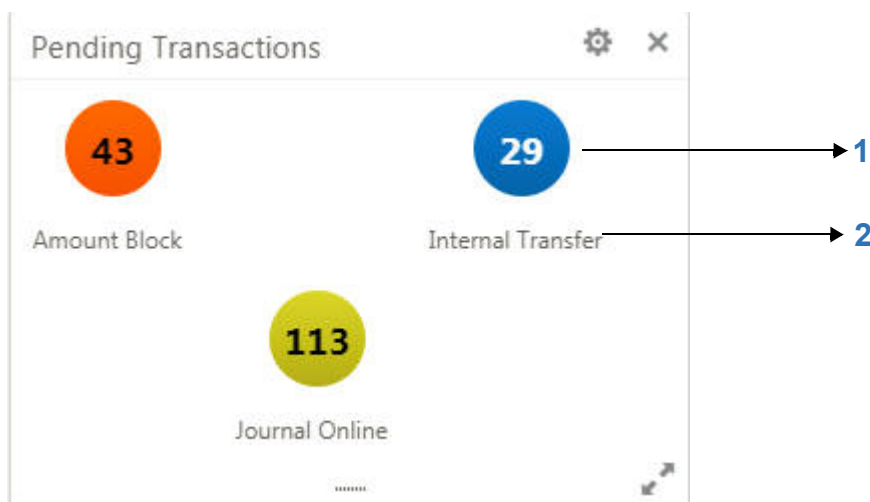 Pending Transactions
43
29
1
Amount Block
Internal Transfer
2
113
Journal Online